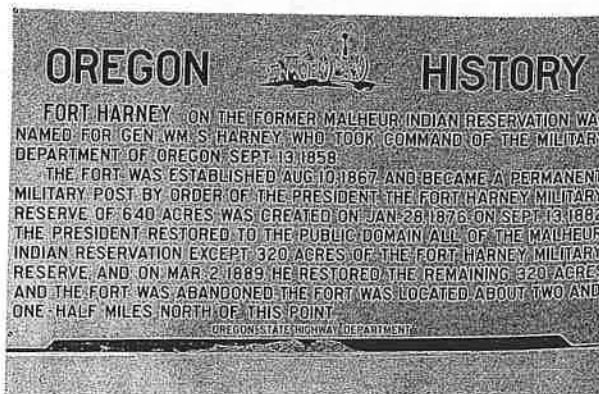 OREGON HISTORY
FORT HARNEY ON THE FORMER MALHEUR INDIAN RESERVATION WA
NAMED FOR GEN. WM. S. HARNEY WHO TOOK COMMAND OF THE MILITARY
DEPARTMENT OF OREGON SEPT. 13, 1858.
THE FORT WAS ESTABLISHED AUG. 10, 1867 AND BECAME A PERMANENT
MILITARY POST BY ORDER OF THE PRESIDENT. THE FORT HARNEY MILITARY
RESERVE OF 640 ACRES WAS CREATED ON JAN. 28, 1876. ON SEPT. 13, 1882
THE PRESIDENT RESTORED TO THE PUBLIC DOMAIN ALL OF THE MALHEUR
INDIAN RESERVATION EXCEPT 320 ACRES OF THE FORT HARNEY MILITARY
RESERVE, AND ON MAR. 2, 1889 HE RESTORED THE REMAINING 320 ACRES
AND THE FORT WAS ABANDONED. THE FORT WAS LOCATED ABOUT TWO AND
ONE-HALF MILES NORTH OF THIS POINT.
OREGON STATE HIGHWAY DEPARTMENT